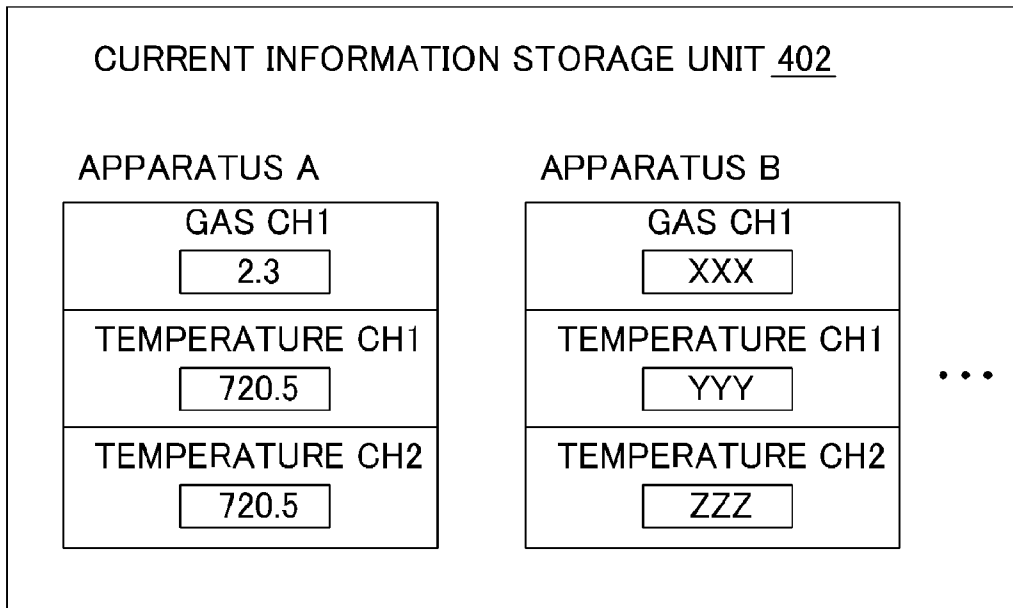 CURRENT INFORMATION STORAGE UNIT 402
APPARATUS A
GAS CH1
2.3
TEMPERATURE CH1
720.5
TEMPERATURE CH2
720.5
APPARATUS B
GAS CH1
XXX
TEMPERATURE CH1
YYY
TEMPERATURE CH2
ZZZ
...